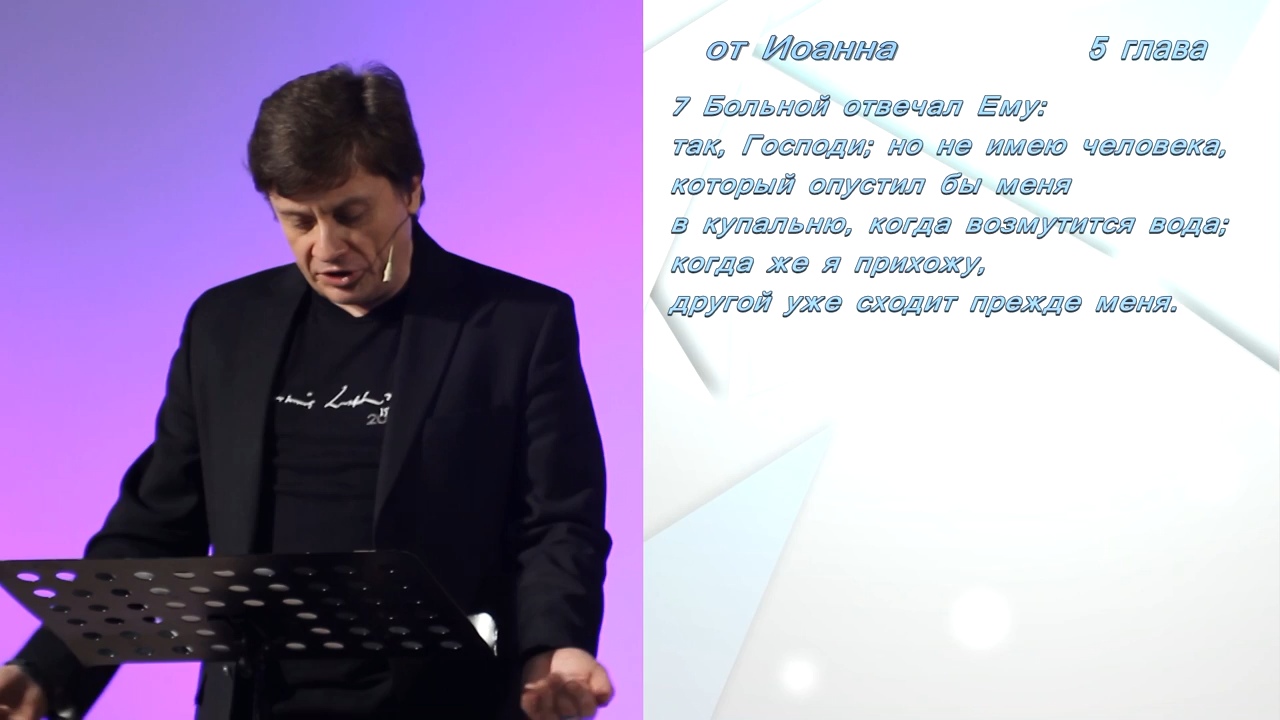 от Иоанна 5 глава
7 Больной отвечал Ему:
так, Господи; но не имею человека,
который опустил бы меня
в купальню, когда возмутится вода;
когда же я прихожу,
другой уже сходит прежде меня.